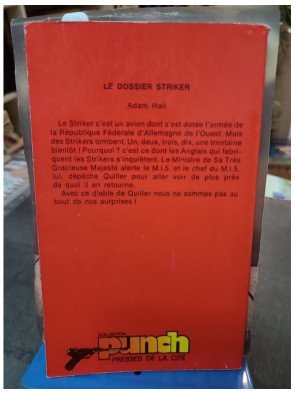 LE DOSSIER STRIKER
Adam Hall
Le Striker c'est un avion dont s'est dotée l'armée de
la République Fédérale d'Allemagne de l'Ouest. Mais
des Strikers tombent. Un, deux, trois, dix, une trentaine
bientôt ! Pourquoi ? c'est ce dont les Anglais qui fabri-
quent les Strikers s'inquiètent. Le Ministre de Sa Très
Gracieuse Majesté alerte le M.I.5. et le chef du M.I.5.
lui, dépêche Quiller pour aller voir de plus près
de quoi il en retourne.
Avec ce diable de Quiller nous ne sommes pas au
bout de nos surprises !
COLLECTION
punch
PRESSES DE LA CITÉ